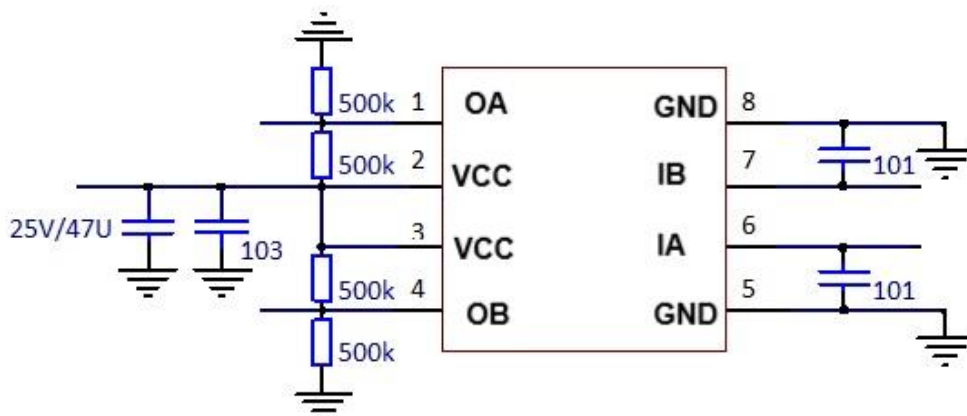 500k
1
OA
GND
8
500k
2
VCC
IB
7
101
25V/47U
103
3
VCC
IA
6
500k
4
OB
GND
5
101
500k